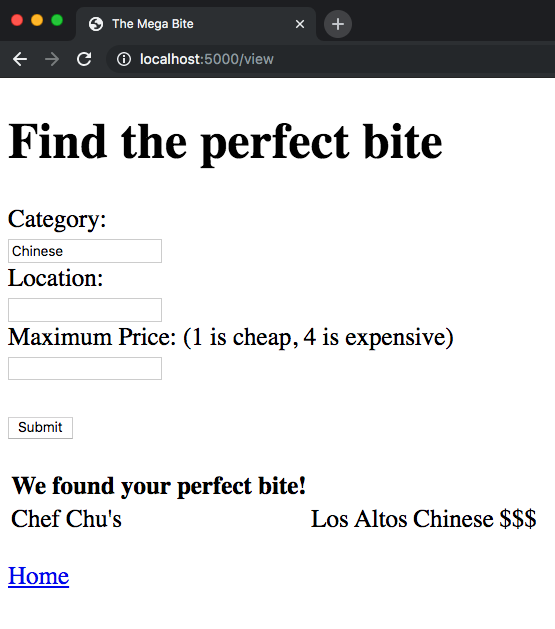 The Mega Bite
localhost:5000/view
Find the perfect bite
Category:
Chinese
Location:
Maximum Price: (1 is cheap, 4 is expensive)
Submit
We found your perfect bite!
Chef Chu's Los Altos Chinese $$$
Home